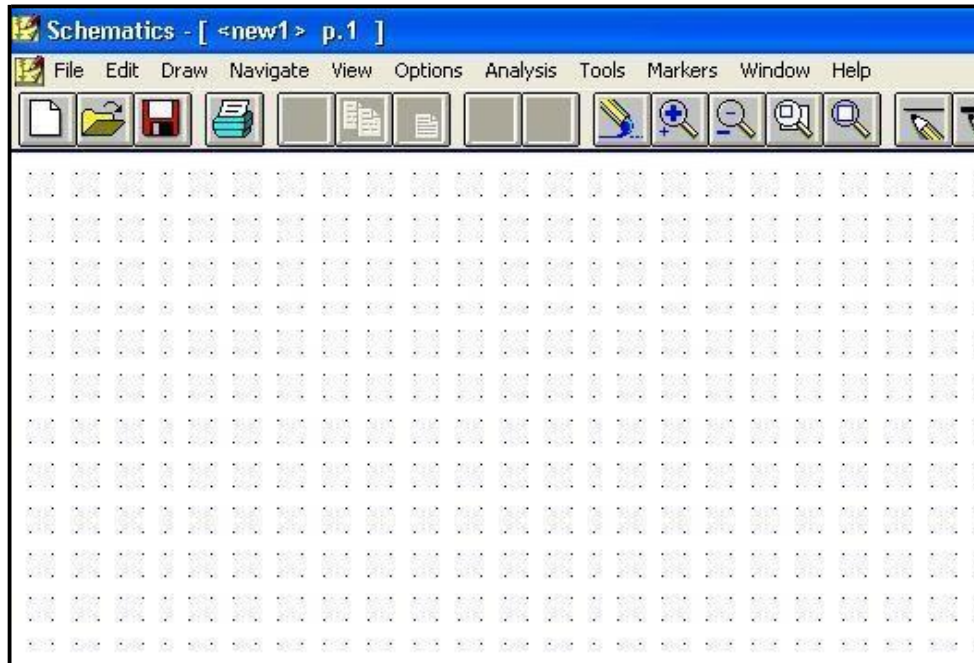 Schematics - [ <new1> p.1 ]
File Edit Draw Navigate View Options Analysis Tools Markers Window Help